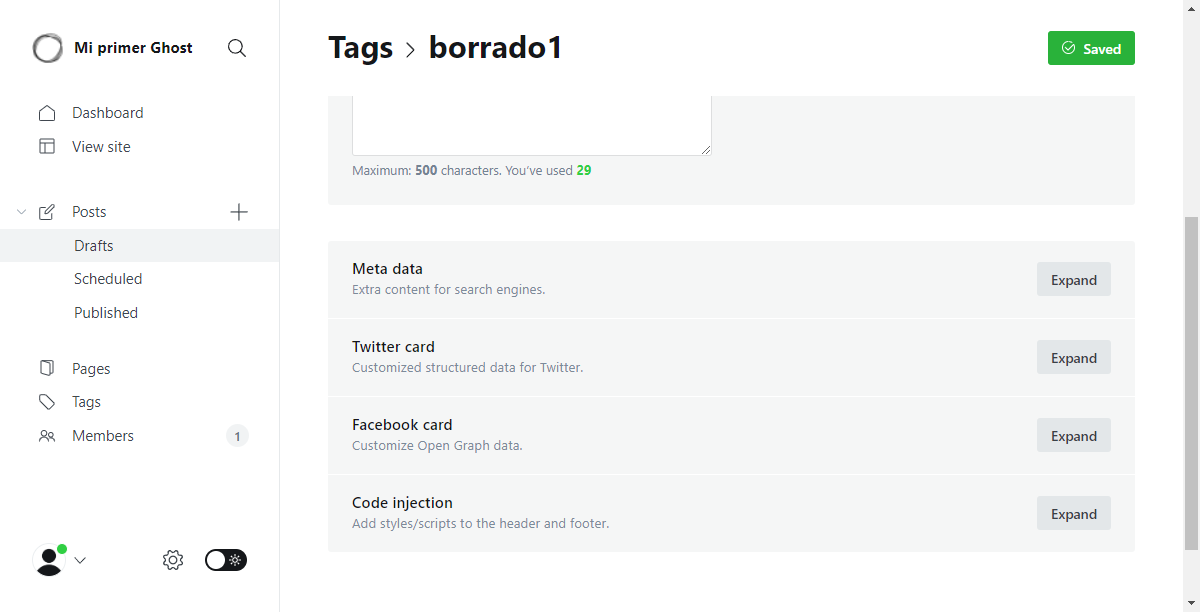 Mi primer Ghost
Dashboard
View site
Posts
Drafts
Scheduled
Published
Pages
Tags
Members
1
Tags > borrado1
Saved
Maximum: 500 characters. You’ve used 29
Meta data
Extra content for search engines.
Expand
Twitter card
Customized structured data for Twitter.
Expand
Facebook card
Customize Open Graph data.
Expand
Code injection
Add styles/scripts to the header and footer.
Expand